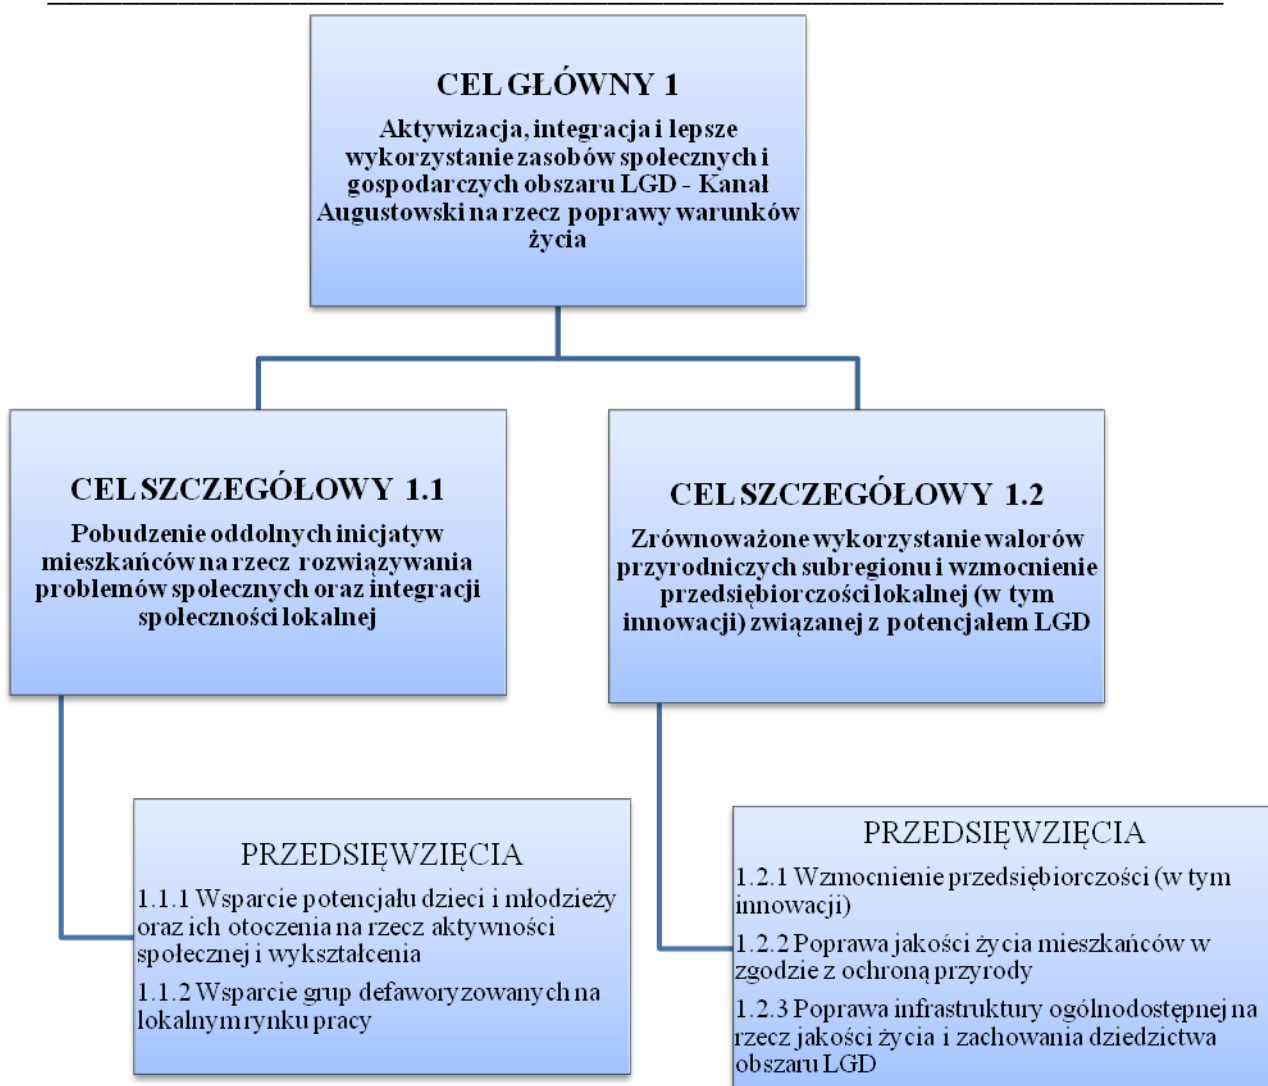 CEL GŁÓWNY 1
Aktywizacja, integracja i lepsze
wykorzystanie zasobów społecznych i
gospodarczych obszaru LGD - Kanał
Augustowski na rzecz poprawy warunków
życia
CEL SZCZEGÓŁOWY 1.1
Pobudzenie oddolnych inicjatyw
mieszkańców na rzecz rozwiązywania
problemów społecznych oraz integracji
społeczności lokalnej
CEL SZCZEGÓŁOWY 1.2
Zrównoważone wykorzystanie walorów
przyrodniczych subregionu i wzmocnienie
przedsiębiorczości lokalnej (w tym
innowacji) związanej z potencjałem LGD
PRZEDSIĘWZIĘCIA
1.1.1 Wsparcie potencjału dzieci i młodzieży
oraz ich otoczenia na rzecz aktywności
społecznej i wykształcenia
1.1.2 Wsparcie grup defaworyzowanych na
lokalnym rynku pracy
PRZEDSIĘWZIĘCIA
1.2.1 Wzmocnienie przedsiębiorczości (w tym
innowacji)
1.2.2 Poprawa jakości życia mieszkańców w
zgodzie z ochroną przyrody
1.2.3 Poprawa infrastruktury ogólnodostępnej na
rzecz jakości życia i zachowania dziedzictwa
obszaru LGD